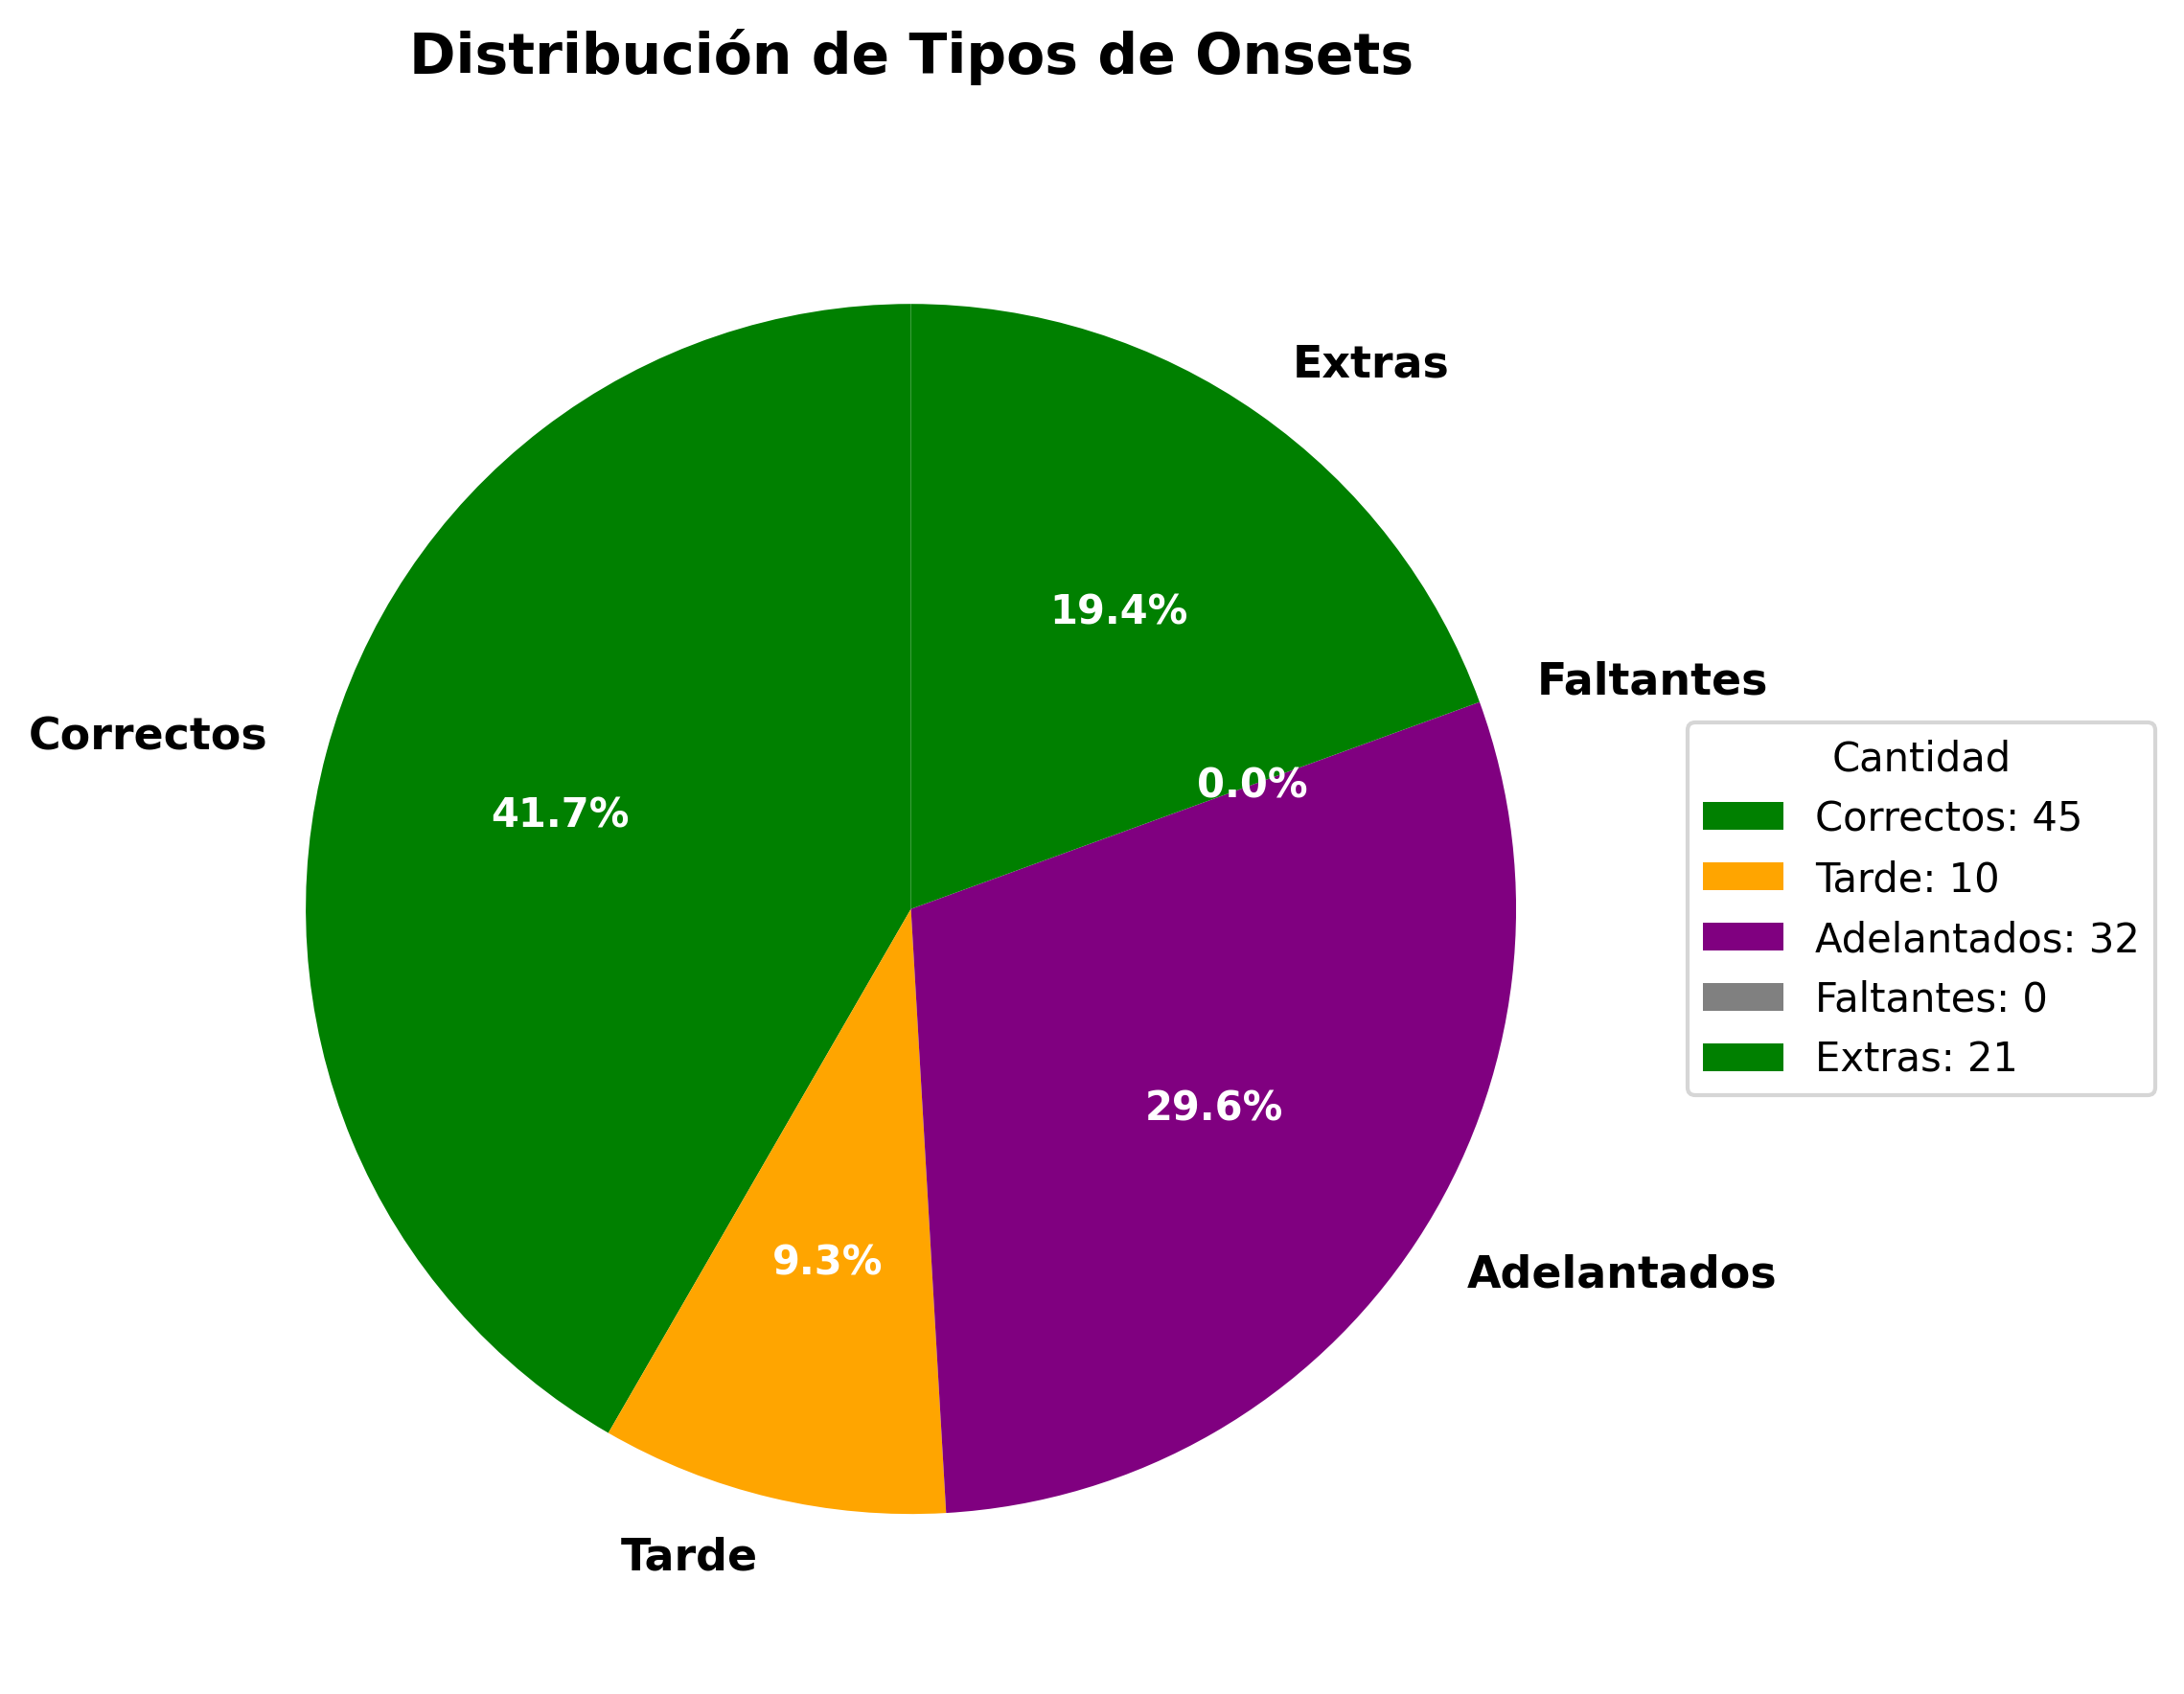 Distribución de Tipos de Onsets
Extras
19.4%
Faltantes
0.0%
Correctos
41.7%
29.6%
Adelantados
9.3%
Tarde
Cantidad
Correctos: 45
Tarde: 10
Adelantados: 32
Faltantes: 0
Extras: 21